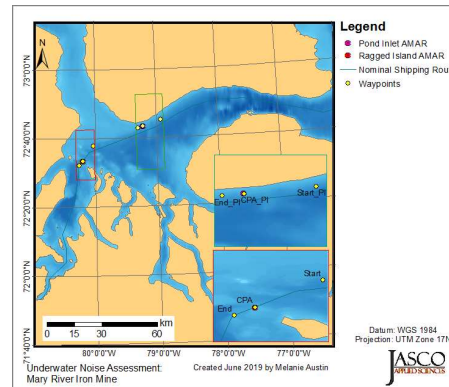 Legend
Pond Inlet AMAR
Ragged Island AMAR
Nominal Shipping Rou
Waypoints
N
73°0'0"N
72°40'0"N
72°20'0"N
72°0'0"N
71°40'0"N
80°0'0"W
79°0'0"W
78°0'0"W
77°0'0"W
Start_PI
End_PI
CPA_PI
Start
CPA
End
0 15 30 60
km
Underwater Noise Assessment:
Mary River Iron Mine
Created June 2019 by Melanie Austin
Datum: WGS 1984
Projection: UTM Zone 17N
JASCO
APPLIED SCIENCES